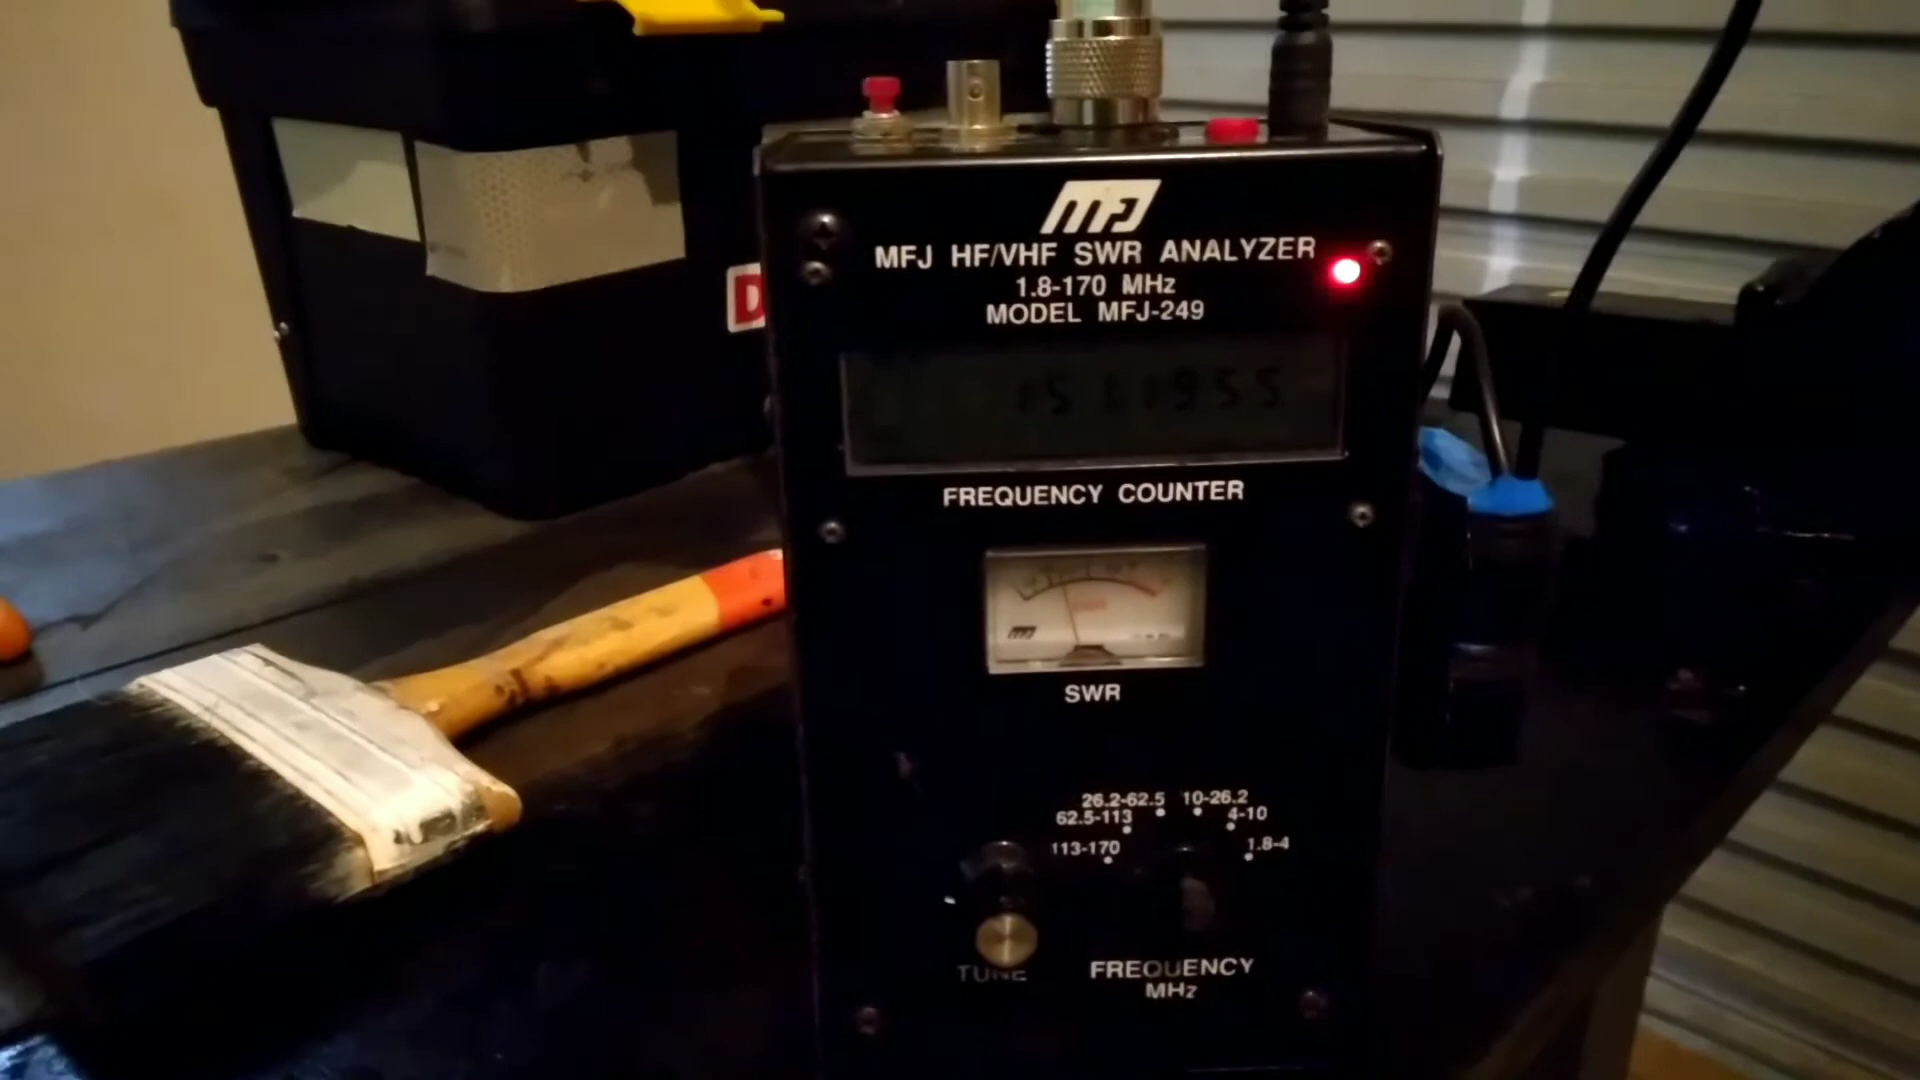 MFJ
MFJ HF/VHF SWR ANALYZER
1.8-170 MHz
MODEL MFJ-249
FREQUENCY COUNTER
MFJ
SWR
26.2-62.5 10-26.2
62.5-113 4-10
113-170 1.8-4
TUNE FREQUENCY
MHz
D